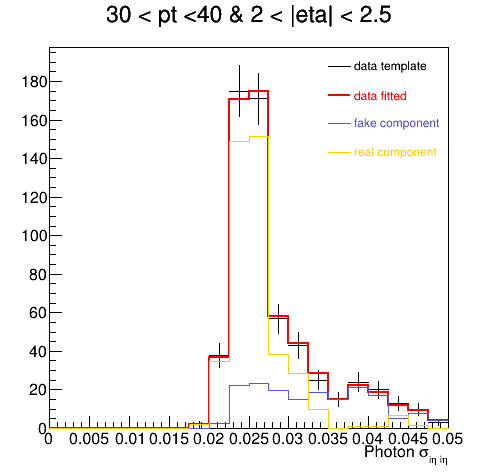 30 < pt <40 & 2 < |eta| < 2.5
data template
data fitted
fake component
real component
180
160
140
120
100
80
60
40
20
0
0 0.005 0.01 0.015 0.02 0.025 0.03 0.035 0.04 0.045 0.05
Photon σiη iη